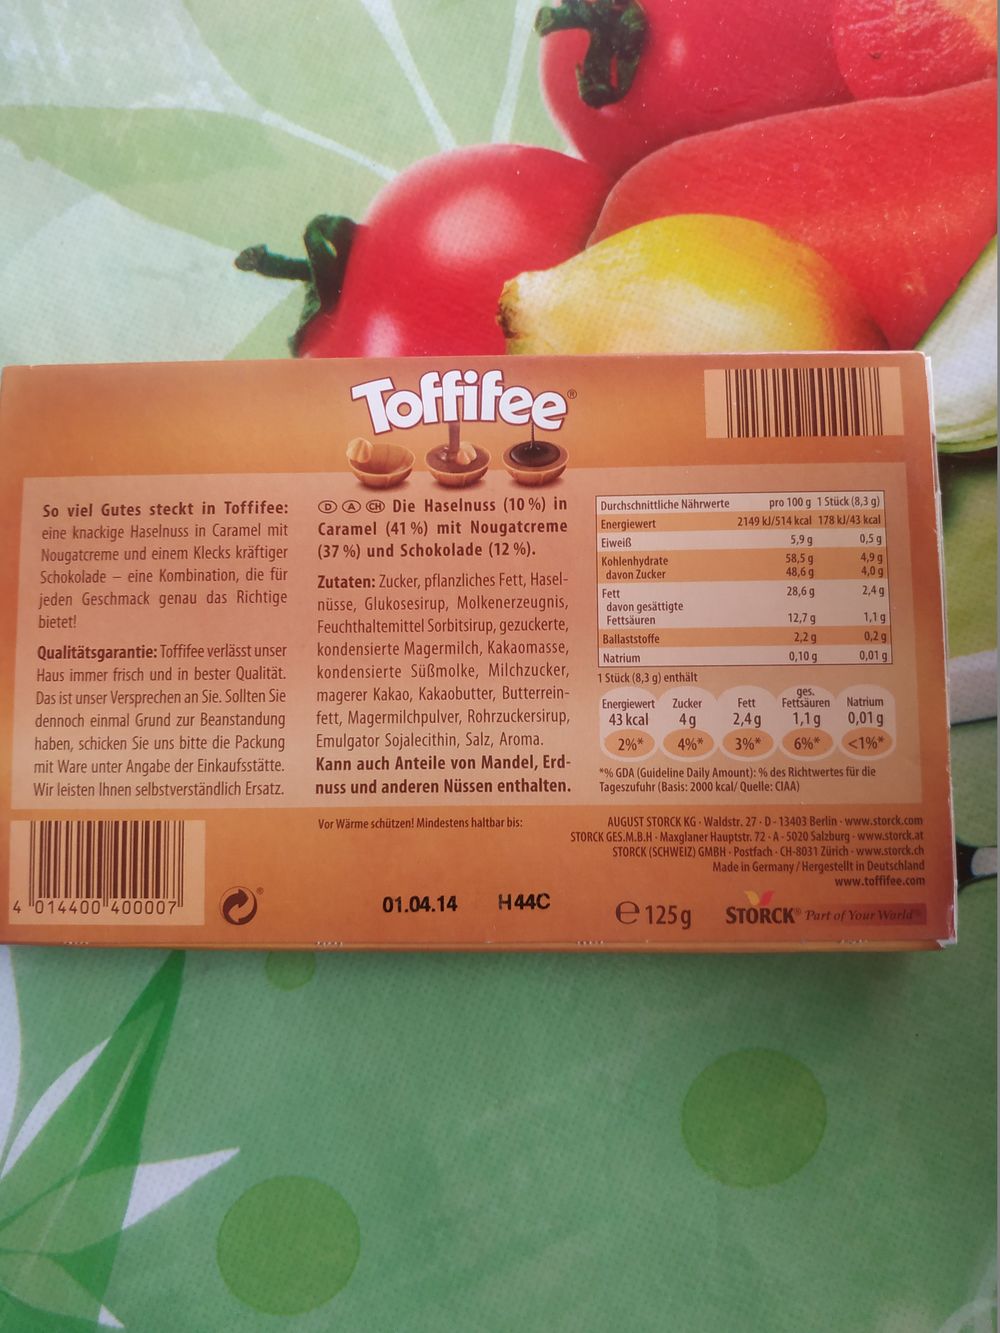 Toffifee®
So viel Gutes steckt in Toffifee:
eine knackige Haselnuss in Caramel mit
Nougatcreme und einem Klecks kräftiger
Schokolade – eine Kombination, die für
jeden Geschmack genau das Richtige
bietet!
Qualitätsgarantie: Toffifee verlässt unser
Haus immer frisch und in bester Qualität.
Das ist unser Versprechen an Sie. Sollten Sie
dennoch einmal Grund zur Beanstandung
haben, schicken Sie uns bitte die Packung
mit Ware unter Angabe der Einkaufsstätte.
Wir leisten Ihnen selbstverständlich Ersatz.
D A CH Die Haselnuss (10 %) in
Caramel (41 %) mit Nougatcreme
(37 %) und Schokolade (12 %).
Zutaten: Zucker, pflanzliches Fett, Hasel-
nüsse, Glukosesirup, Molkenerzeugnis,
Feuchthaltemittel Sorbitsirup, gezuckerte,
kondensierte Magermilch, Kakaomasse,
kondensierte Süßmolke, Milchzucker,
magerer Kakao, Kakaobutter, Butterrein-
fett, Magermilchpulver, Rohrzuckersirup,
Emulgator Sojalecithin, Salz, Aroma.
Kann auch Anteile von Mandel, Erd-
nuss und anderen Nüssen enthalten.
Durchschnittliche Nährwerte pro 100 g 1 Stück (8,3 g)
Energiewert 2149 kJ/514 kcal 178 kJ/43 kcal
Eiweiß 5,9 g 0,5 g
Kohlenhydrate 58,5 g 4,9 g
davon Zucker 48,6 g 4,0 g
Fett 28,6 g 2,4 g
davon gesättigte
Fettsäuren 12,7 g 1,1 g
Ballaststoffe 2,2 g 0,2 g
Natrium 0,10 g 0,01 g
1 Stück (8,3 g) enthält
Energiewert Zucker Fett ges. Fettsäuren Natrium
43 kcal 4 g 2,4 g 1,1 g 0,01 g
2%* 4%* 3%* 6%* <1%*
*% GDA (Guideline Daily Amount): % des Richtwertes für die
Tageszufuhr (Basis: 2000 kcal/ Quelle: CIAA)
Vor Wärme schützen! Mindestens haltbar bis:
01.04.14 H44C
AUGUST STORCK KG · Waldstr. 27 · D - 13403 Berlin · www.storck.com
STORCK GES.M.B.H · Maxglaner Hauptstr. 72 · A - 5020 Salzburg · www.storck.at
STORCK (SCHWEIZ) GMBH · Postfach · CH-8031 Zürich · www.storck.ch
Made in Germany / Hergestellt in Deutschland
www.toffifee.com
4 014400 400007
®
e 125 g
STORCK® Part of Your World®